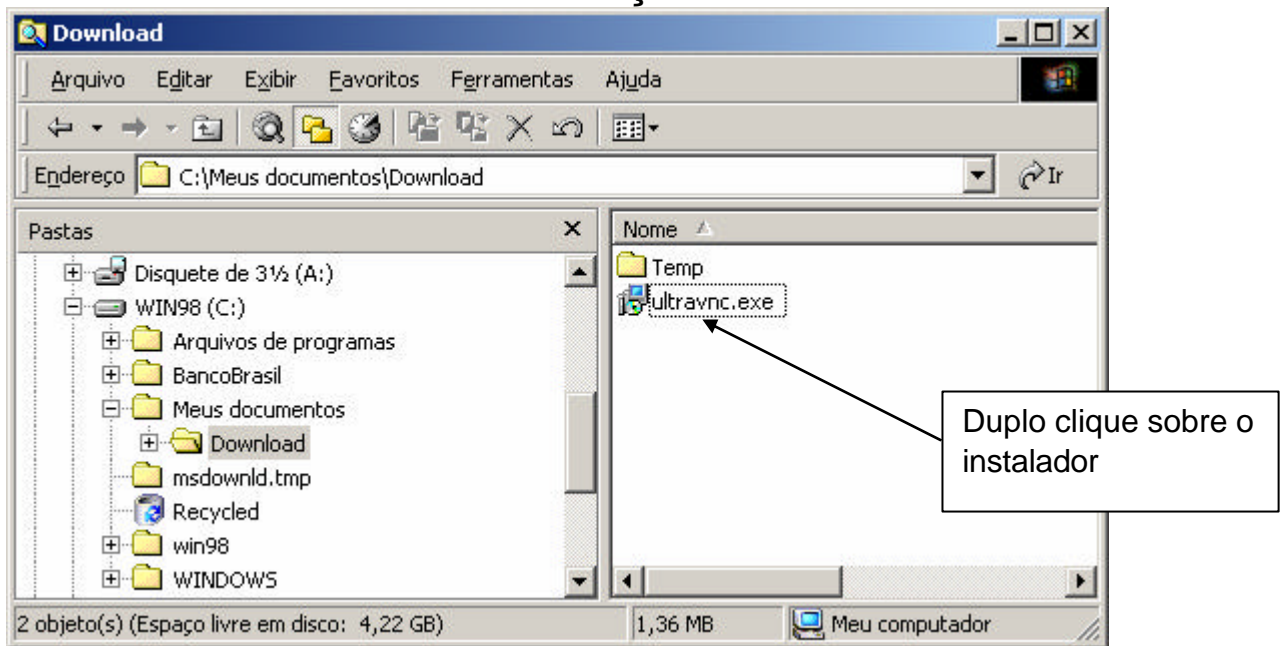 Download
Arquivo Editar Exibir Favoritos Ferramentas Ajuda
Endereço C:\Meus documentos\Download Ir
Pastas
Nome
Disquete de 3½ (A:)
WIN98 (C:)
Arquivos de programas
BancoBrasil
Meus documentos
Download
msdownld.tmp
Recycled
win98
WINDOWS
Temp
ultravnc.exe
Duplo clique sobre o
instalador
2 objeto(s) (Espaço livre em disco: 4,22 GB) 1,36 MB Meu computador